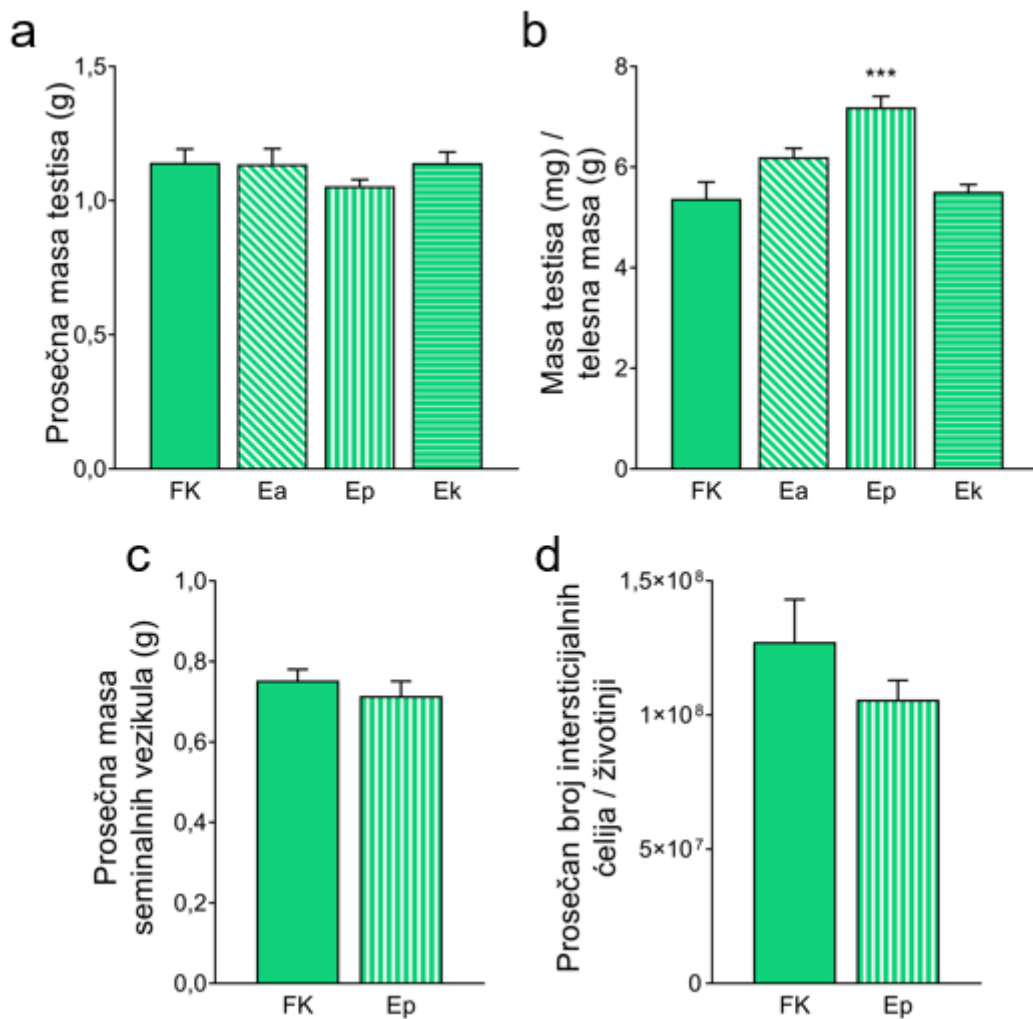 a
Prosečna masa testisa (g)
1,5
1,0
0,5
0,0
FK Ea Ep Ek
b
Masa testisa (mg) /
telesna masa (g)
8
6
4
2
0
***
FK Ea Ep Ek
c
Prosečna masa
seminalnih vezikula (g)
1,0
0,8
0,6
0,4
0,2
0,0
FK Ep
d
Prosečan broj intersticijalnih
ćelija / životinji
1,5×10⁸
1×10⁸
5×10⁷
0
FK Ep